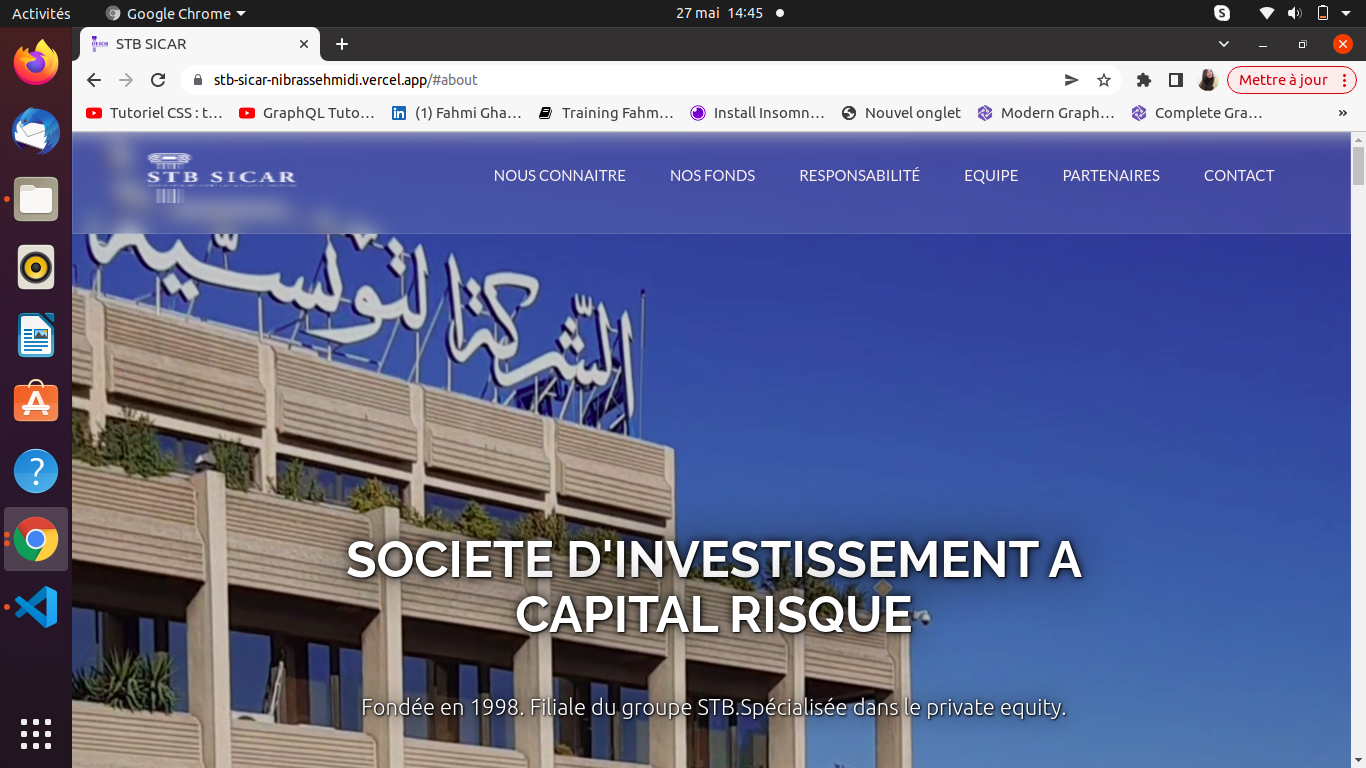 Activités
Google Chrome
27 mai 14:45
STB SICAR
stb-sicar-nibrassehmidi.vercel.app/#about
Mettre à jour
Tutoriel CSS : t…
GraphQL Tuto…
(1) Fahmi Gha…
Training Fahm…
Install Insomn…
Nouvel onglet
Modern Graph…
Complete Gra…
»
STB SICAR
NOUS CONNAITRE
NOS FONDS
RESPONSABILITÉ
EQUIPE
PARTENAIRES
CONTACT
الشّركة التونسيّة
SOCIETE D'INVESTISSEMENT A
CAPITAL RISQUE
Fondée en 1998. Filiale du groupe STB.Spécialisée dans le private equity.